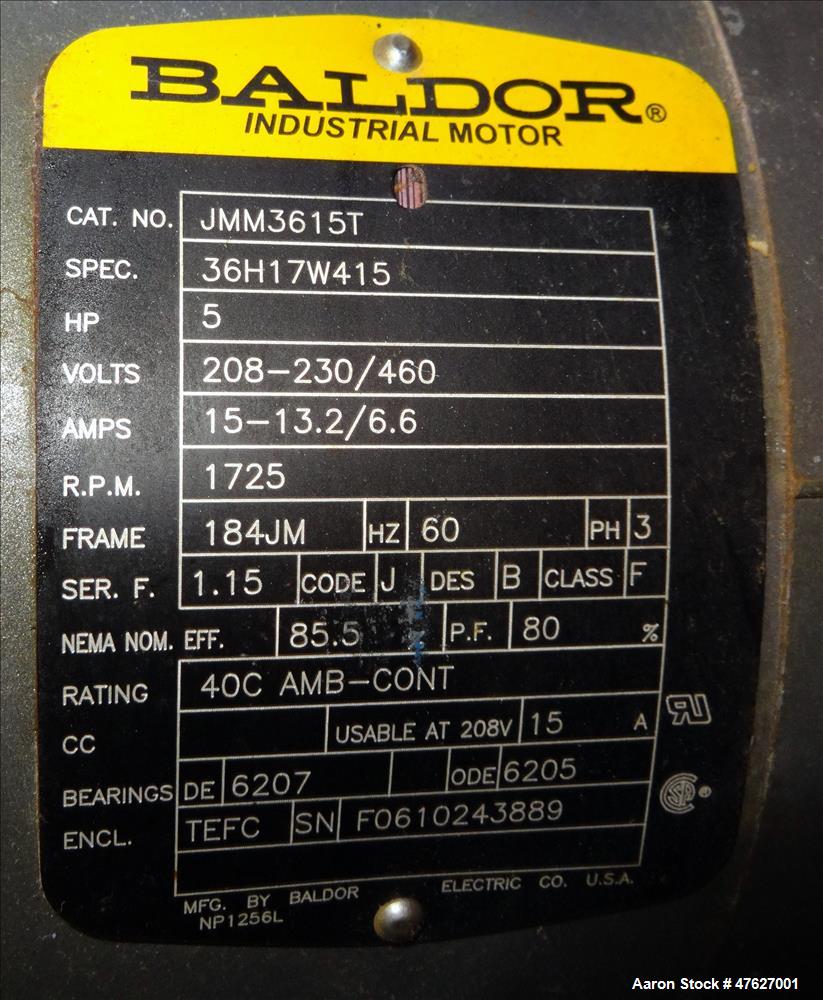 BALDOR®
INDUSTRIAL MOTOR
CAT. NO. JMM3615T
SPEC. 36H17W415
HP 5
VOLTS 208-230/460
AMPS 15-13.2/6.6
R.P.M. 1725
FRAME 184JM HZ 60 PH 3
SER. F. 1.15 CODE J DES B CLASS F
NEMA NOM. EFF. 85.5 P.F. 80 %
RATING 40C AMB-CONT
CC USABLE AT 208V 15 A
BEARINGS DE 6207 ODE 6205
ENCL. TEFC SN F0610243889
MFG. BY BALDOR ELECTRIC CO. U.S.A.
NP1256L
Aaron Stock # 47627001